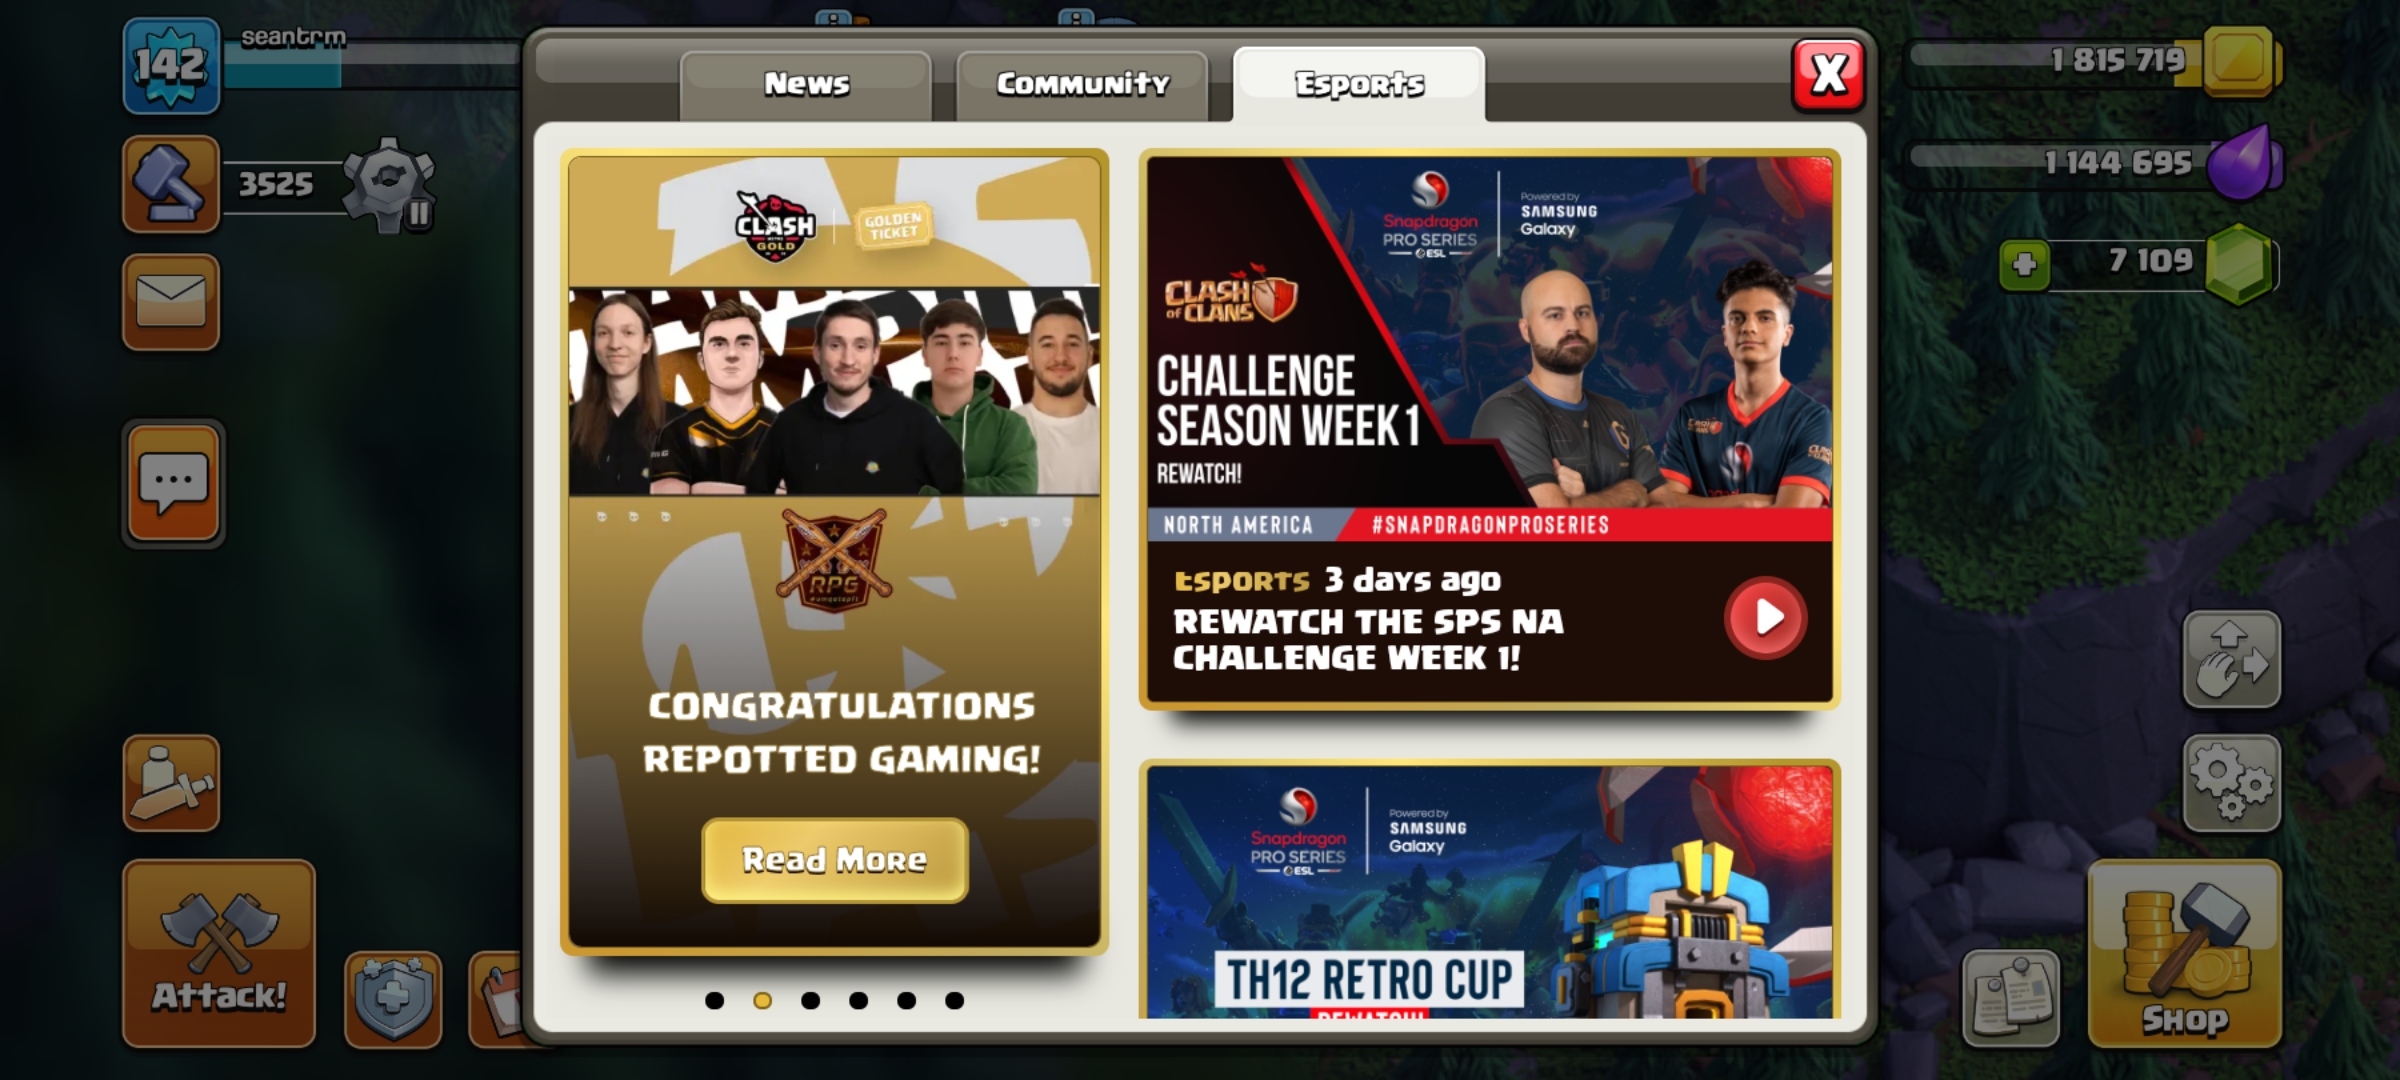 142
seantrm
3525
News
Community
Esports
X
1 815 719
1 144 695
7 109
CLASH
GOLD
GOLDEN
TICKET
RPG
CONGRATULATIONS
REPOTTED GAMING!
Read More
Snapdragon
PRO SERIES
ESL
Powered by
SAMSUNG
Galaxy
CLASH
OF CLANS
CHALLENGE
SEASON WEEK 1
REWATCH!
NORTH AMERICA
#SNAPDRAGONPROSERIES
Esports 3 days ago
REWATCH THE SPS NA
CHALLENGE WEEK 1!
Snapdragon
PRO SERIES
ESL
Powered by
SAMSUNG
Galaxy
TH12 RETRO CUP
REWATCH!
Attack!
Shop